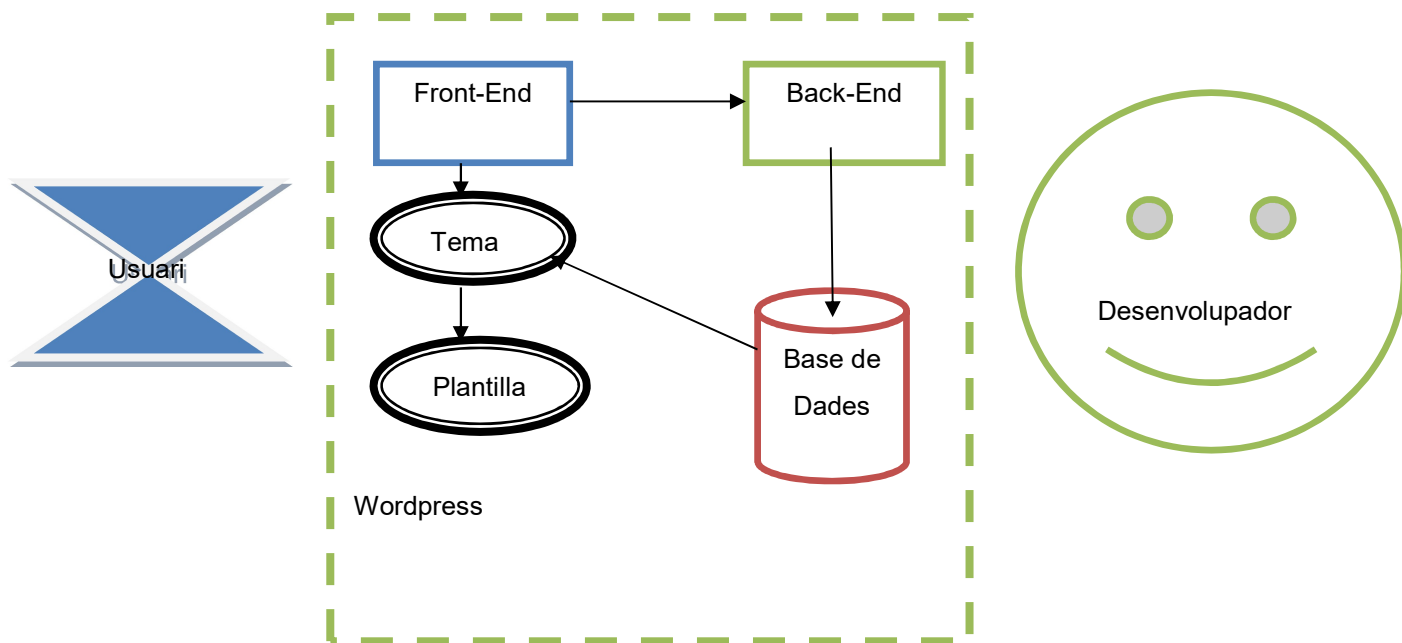 Front-End
Back-End
Usuari
Tema
Plantilla
Base de
Dades
Desenvolupador
Wordpress